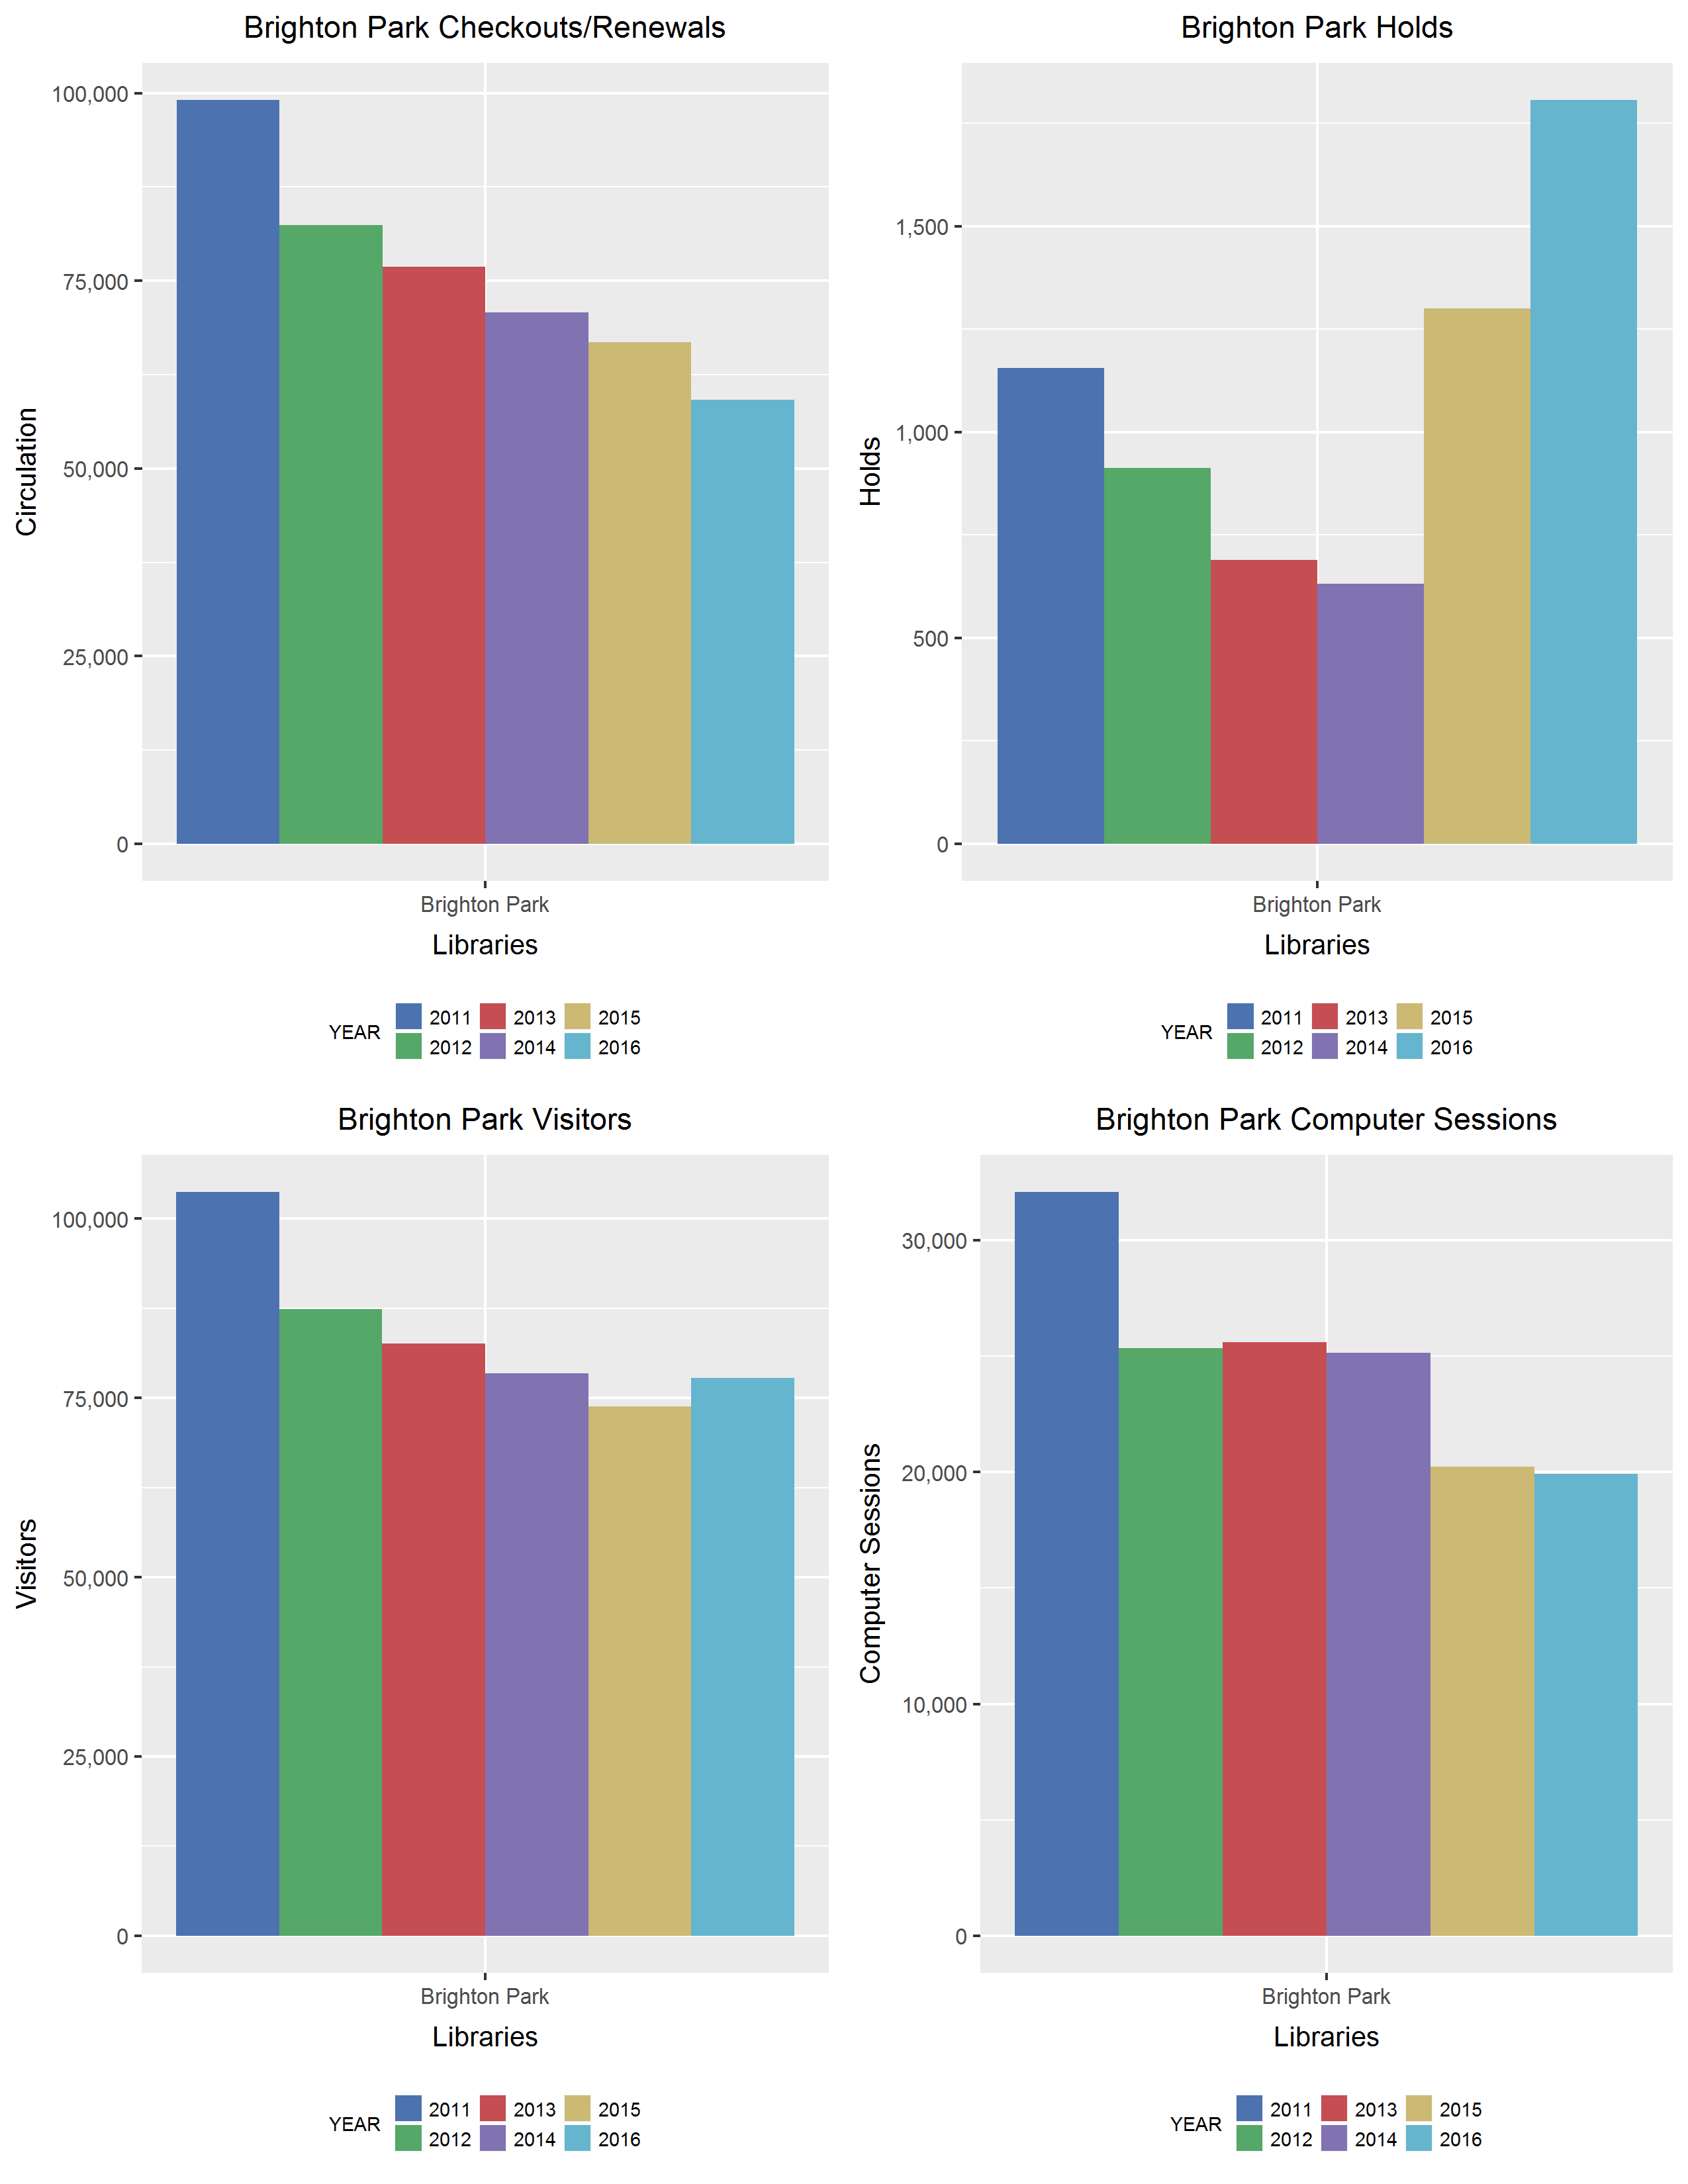 Brighton Park Checkouts/Renewals
Circulation
100,000
75,000
50,000
25,000
0
Brighton Park
Libraries
YEAR 2011 2013 2015
2012 2014 2016
Brighton Park Holds
Holds
1,500
1,000
500
0
Brighton Park
Libraries
YEAR 2011 2013 2015
2012 2014 2016
Brighton Park Visitors
Visitors
100,000
75,000
50,000
25,000
0
Brighton Park
Libraries
YEAR 2011 2013 2015
2012 2014 2016
Brighton Park Computer Sessions
Computer Sessions
30,000
20,000
10,000
0
Brighton Park
Libraries
YEAR 2011 2013 2015
2012 2014 2016